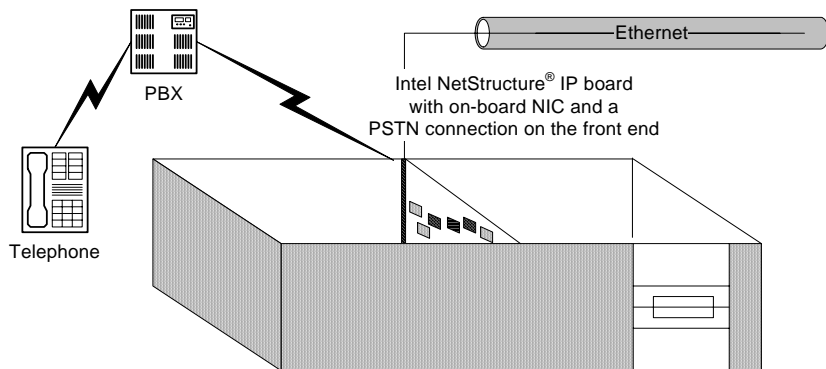 Ethernet
PBX
Intel NetStructure® IP board
with on-board NIC and a
PSTN connection on the front end
Telephone